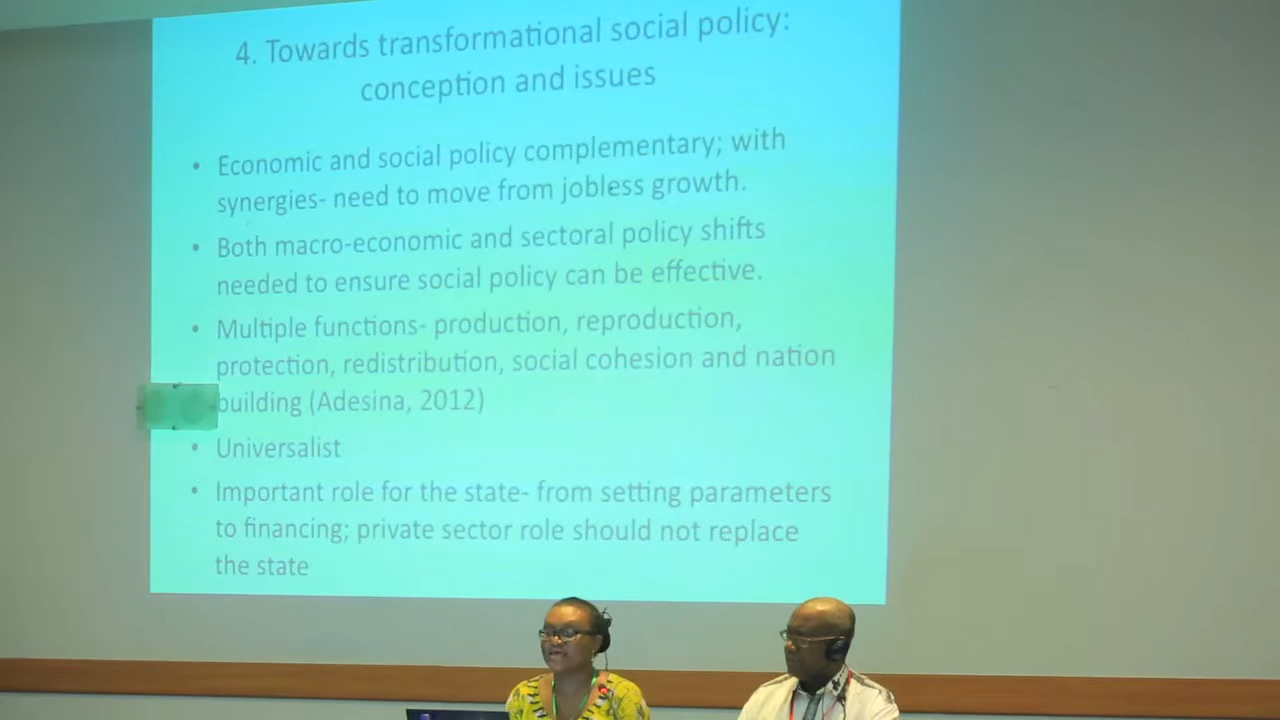 4. Towards transformational social policy:
conception and issues
• Economic and social policy complementary; with
synergies- need to move from jobless growth.
• Both macro-economic and sectoral policy shifts
needed to ensure social policy can be effective.
• Multiple functions- production, reproduction,
protection, redistribution, social cohesion and nation
building (Adesina, 2012)
• Universalist
• Important role for the state- from setting parameters
to financing; private sector role should not replace
the state